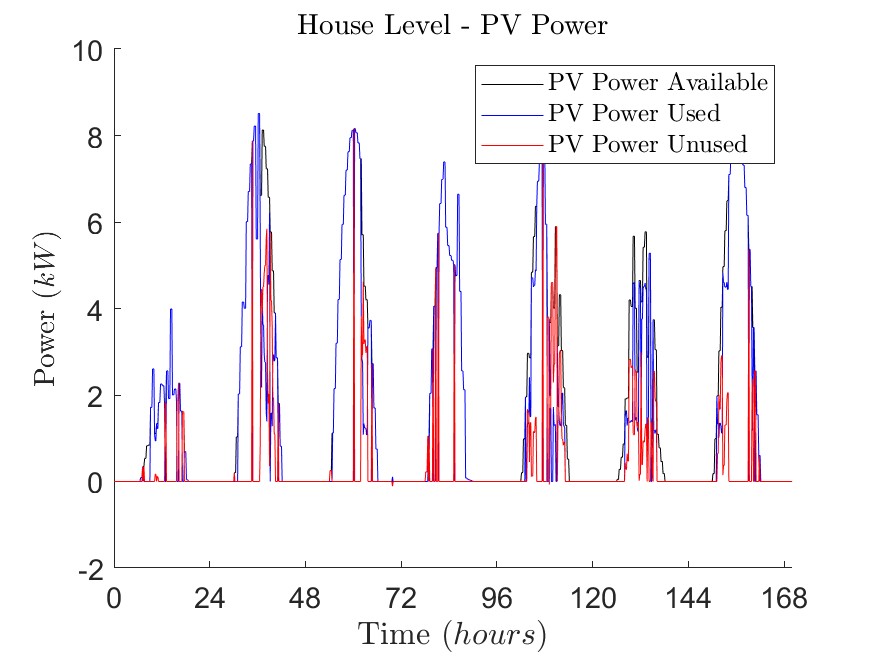 House Level - PV Power
PV Power Available
PV Power Used
PV Power Unused
10
8
6
4
2
0
-2
Power (kW)
0 24 48 72 96 120 144 168
Time (hours)